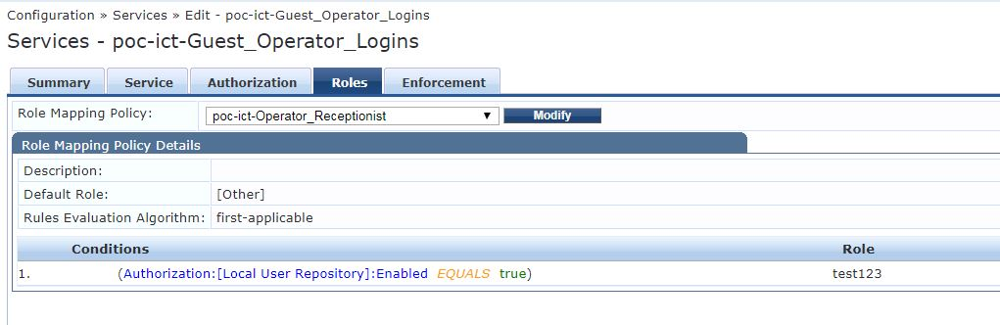 Configuration » Services » Edit - poc-ict-Guest_Operator_Logins
Services - poc-ict-Guest_Operator_Logins
Summary Service Authorization Roles Enforcement
Role Mapping Policy: poc-ict-Operator_Receptionist Modify
Role Mapping Policy Details
Description:
Default Role: [Other]
Rules Evaluation Algorithm: first-applicable
Conditions Role
1. (Authorization:[Local User Repository]:Enabled EQUALS true) test123